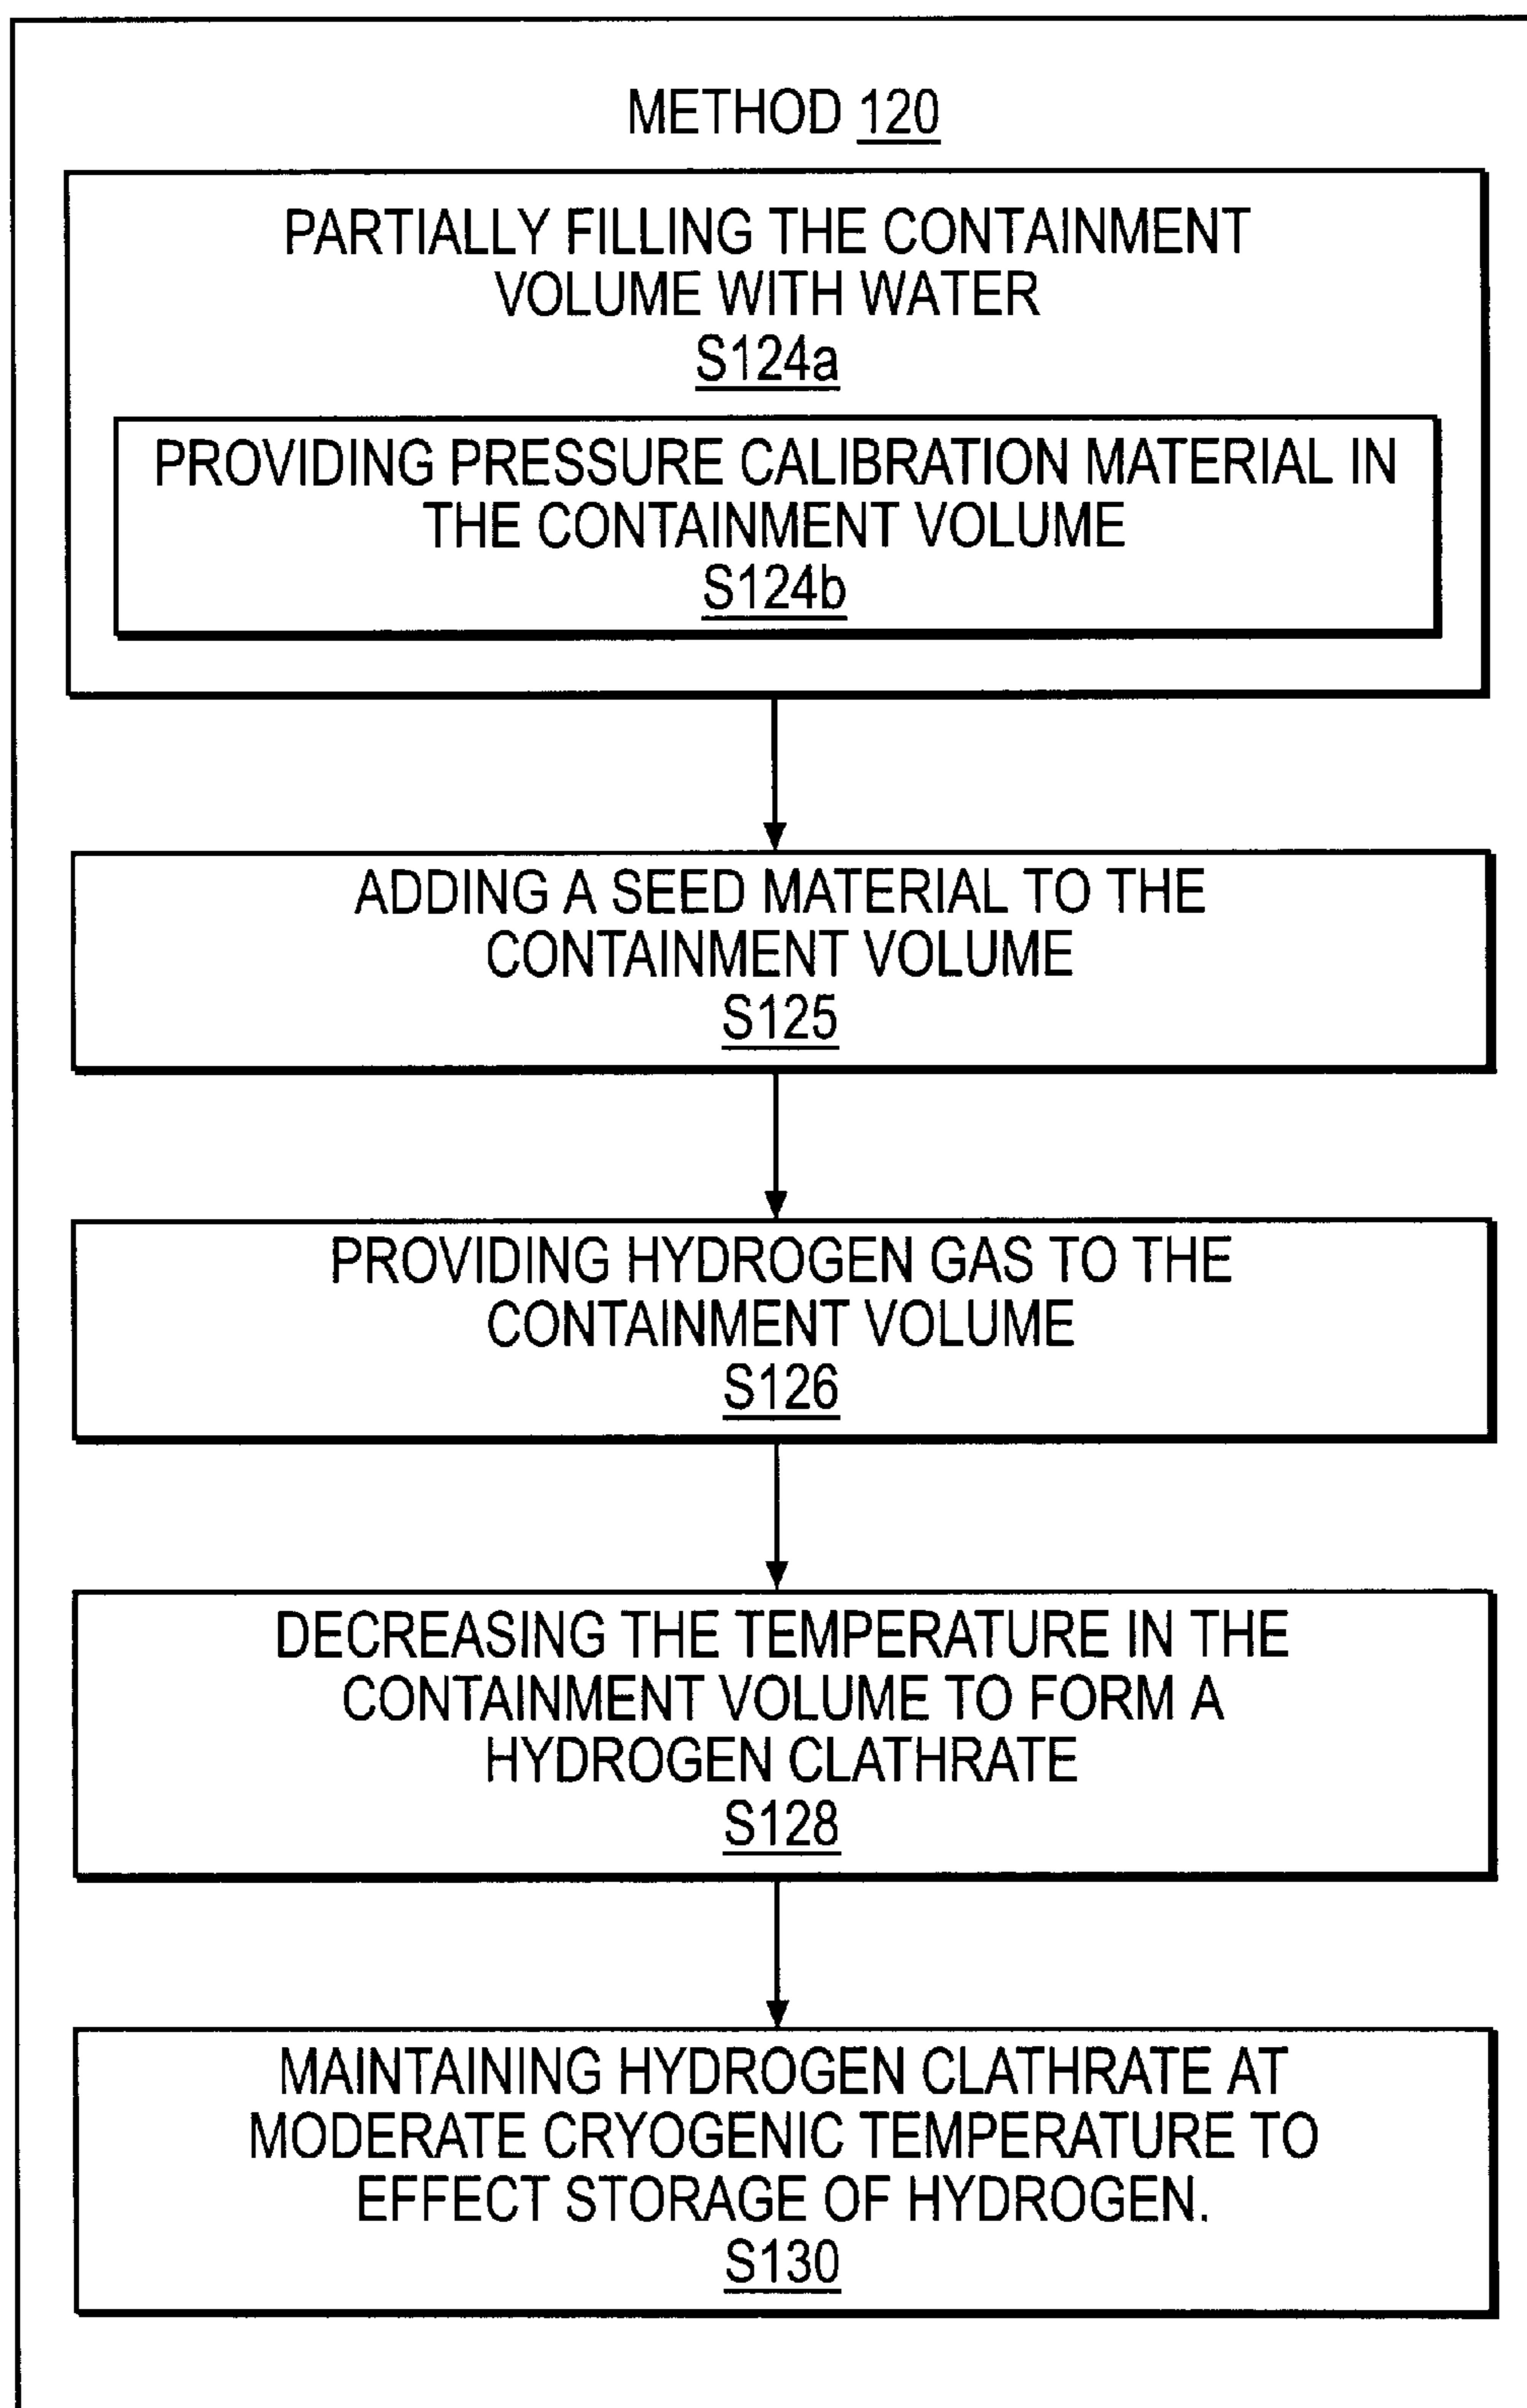 METHOD 120
PARTIALLY FILLING THE CONTAINMENT
VOLUME WITH WATER
S124a
PROVIDING PRESSURE CALIBRATION MATERIAL IN
THE CONTAINMENT VOLUME
S124b
ADDING A SEED MATERIAL TO THE
CONTAINMENT VOLUME
S125
PROVIDING HYDROGEN GAS TO THE
CONTAINMENT VOLUME
S126
DECREASING THE TEMPERATURE IN THE
CONTAINMENT VOLUME TO FORM A
HYDROGEN CLATHRATE
S128
MAINTAINING HYDROGEN CLATHRATE AT
MODERATE CRYOGENIC TEMPERATURE TO
EFFECT STORAGE OF HYDROGEN.
S130